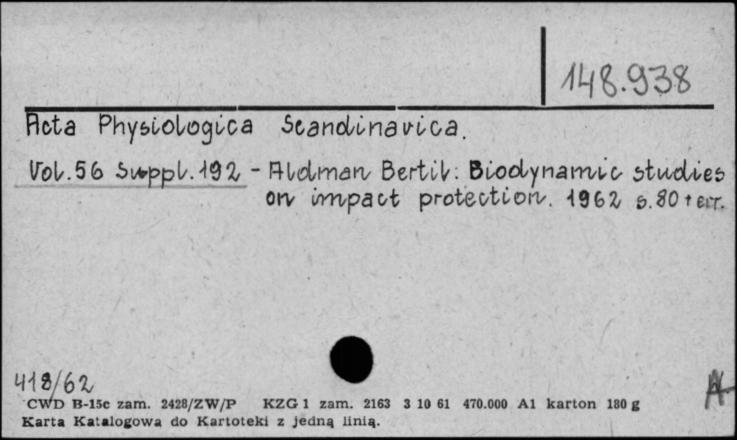 148.938
Acta Physiologica Scandinavica.
Vol. 56 Suppl. 192 - Aldman Bertil: Biodynamic studies
on impact protection. 1962 s. 80 + err.
418/62
CWD B-15c zam. 2428/ZW/P KZG 1 zam. 2163 3 10 61 470.000 A1 karton 180 g
Karta Katalogowa do Kartoteki z jedną linią.